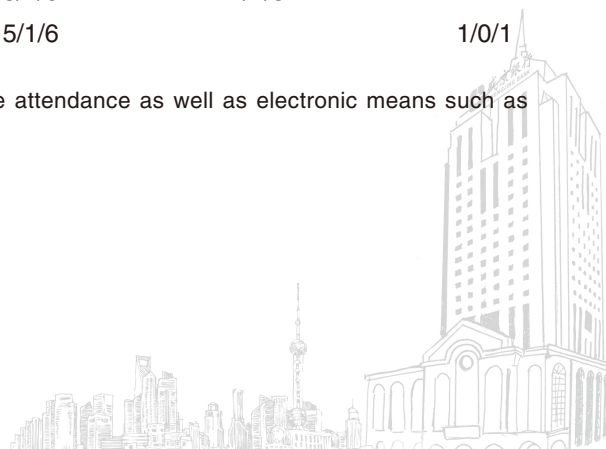 5/1/6 1/0/1
e attendance as well as electronic means such as